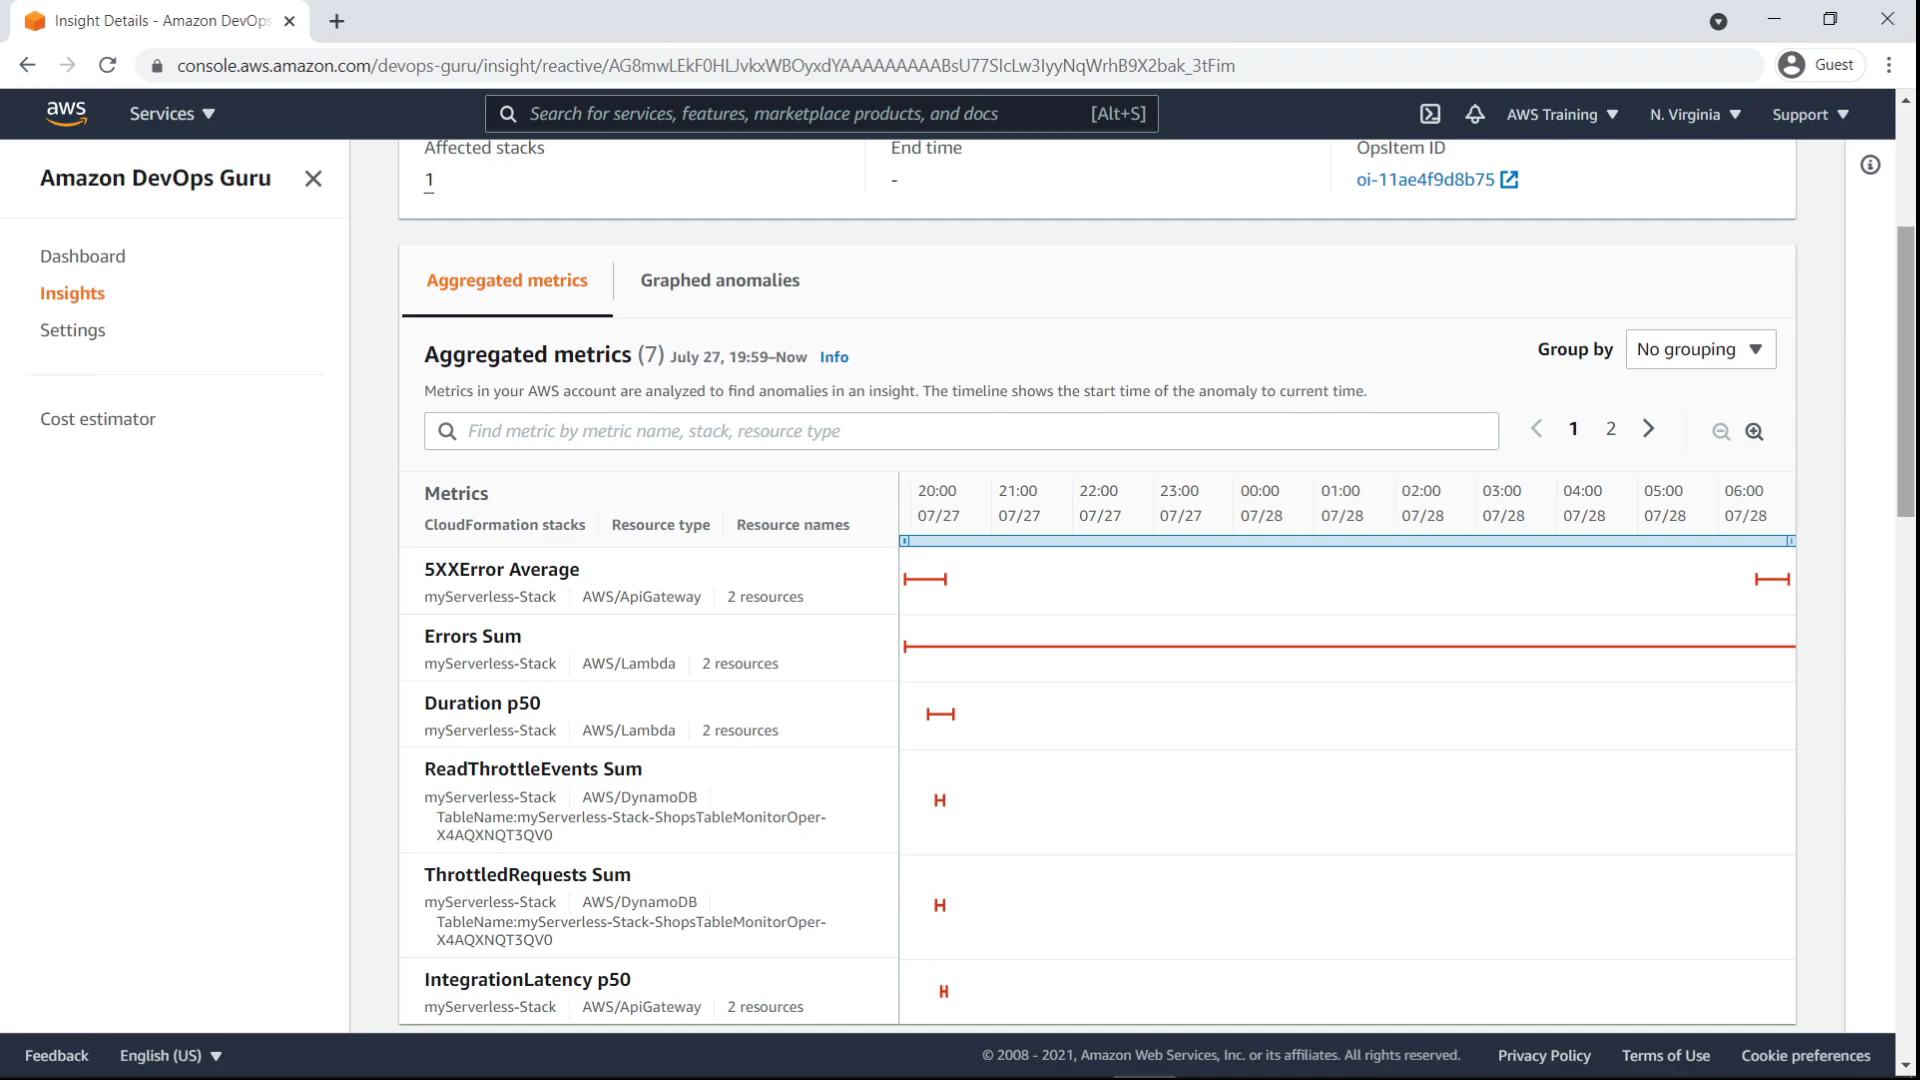 Insight Details - Amazon DevOps
console.aws.amazon.com/devops-guru/insight/reactive/AG8mwLEkF0HLJvkxWBOyxdYAAAAAAAAABsU77SIcLw3IyyNqWrhB9X2bak_3tFim
Guest
aws
Services
Search for services, features, marketplace products, and docs [Alt+S]
AWS Training
N. Virginia
Support
Amazon DevOps Guru
Dashboard
Insights
Settings
Cost estimator
Affected stacks
1
End time
-
OpsItem ID
oi-11ae4f9d8b75
Aggregated metrics
Graphed anomalies
Aggregated metrics (7) July 27, 19:59–Now Info
Group by No grouping
Metrics in your AWS account are analyzed to find anomalies in an insight. The timeline shows the start time of the anomaly to current time.
Find metric by metric name, stack, resource type
1 2
Metrics
CloudFormation stacks Resource type Resource names
20:00 21:00 22:00 23:00 00:00 01:00 02:00 03:00 04:00 05:00 06:00
07/27 07/27 07/27 07/27 07/28 07/28 07/28 07/28 07/28 07/28 07/28
5XXError Average
myServerless-Stack AWS/ApiGateway 2 resources
Errors Sum
myServerless-Stack AWS/Lambda 2 resources
Duration p50
myServerless-Stack AWS/Lambda 2 resources
ReadThrottleEvents Sum
myServerless-Stack AWS/DynamoDB
TableName:myServerless-Stack-ShopsTableMonitorOper-
X4AQXNQT3QV0
ThrottledRequests Sum
myServerless-Stack AWS/DynamoDB
TableName:myServerless-Stack-ShopsTableMonitorOper-
X4AQXNQT3QV0
IntegrationLatency p50
myServerless-Stack AWS/ApiGateway 2 resources
Feedback
English (US)
© 2008 - 2021, Amazon Web Services, Inc. or its affiliates. All rights reserved.
Privacy Policy
Terms of Use
Cookie preferences